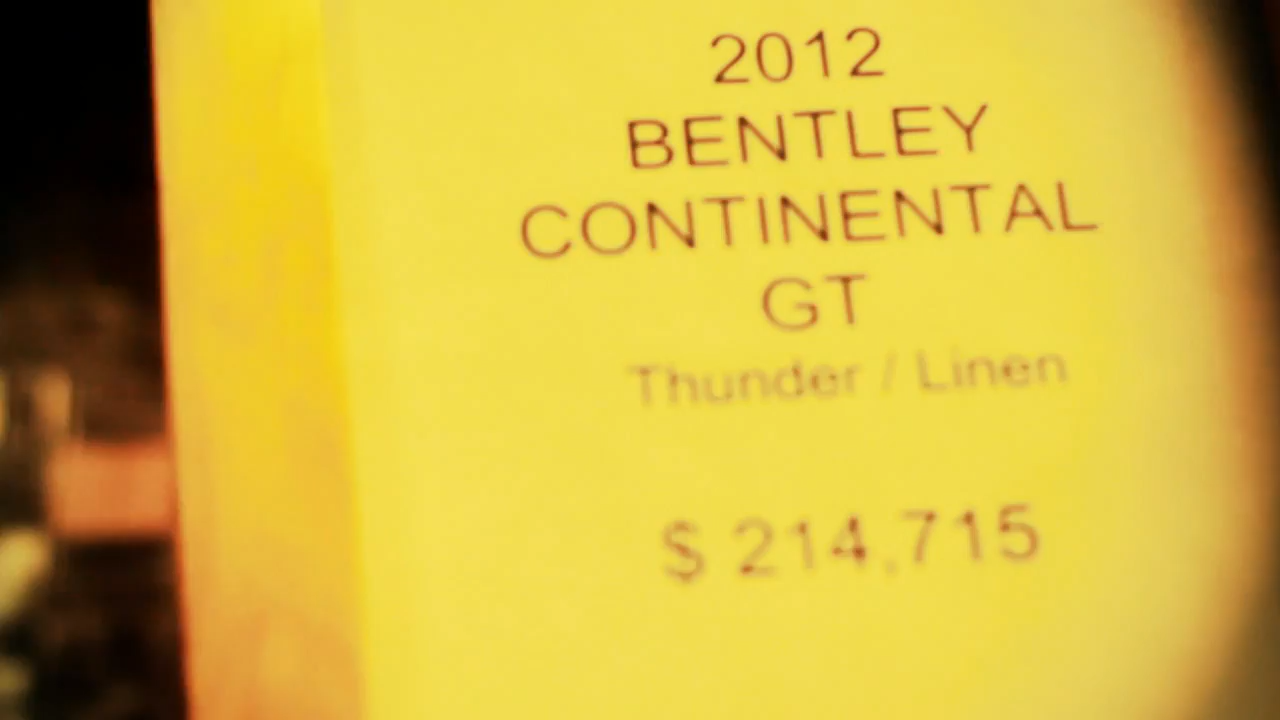 2012
BENTLEY
CONTINENTAL
GT
Thunder / Linen
$ 214,715